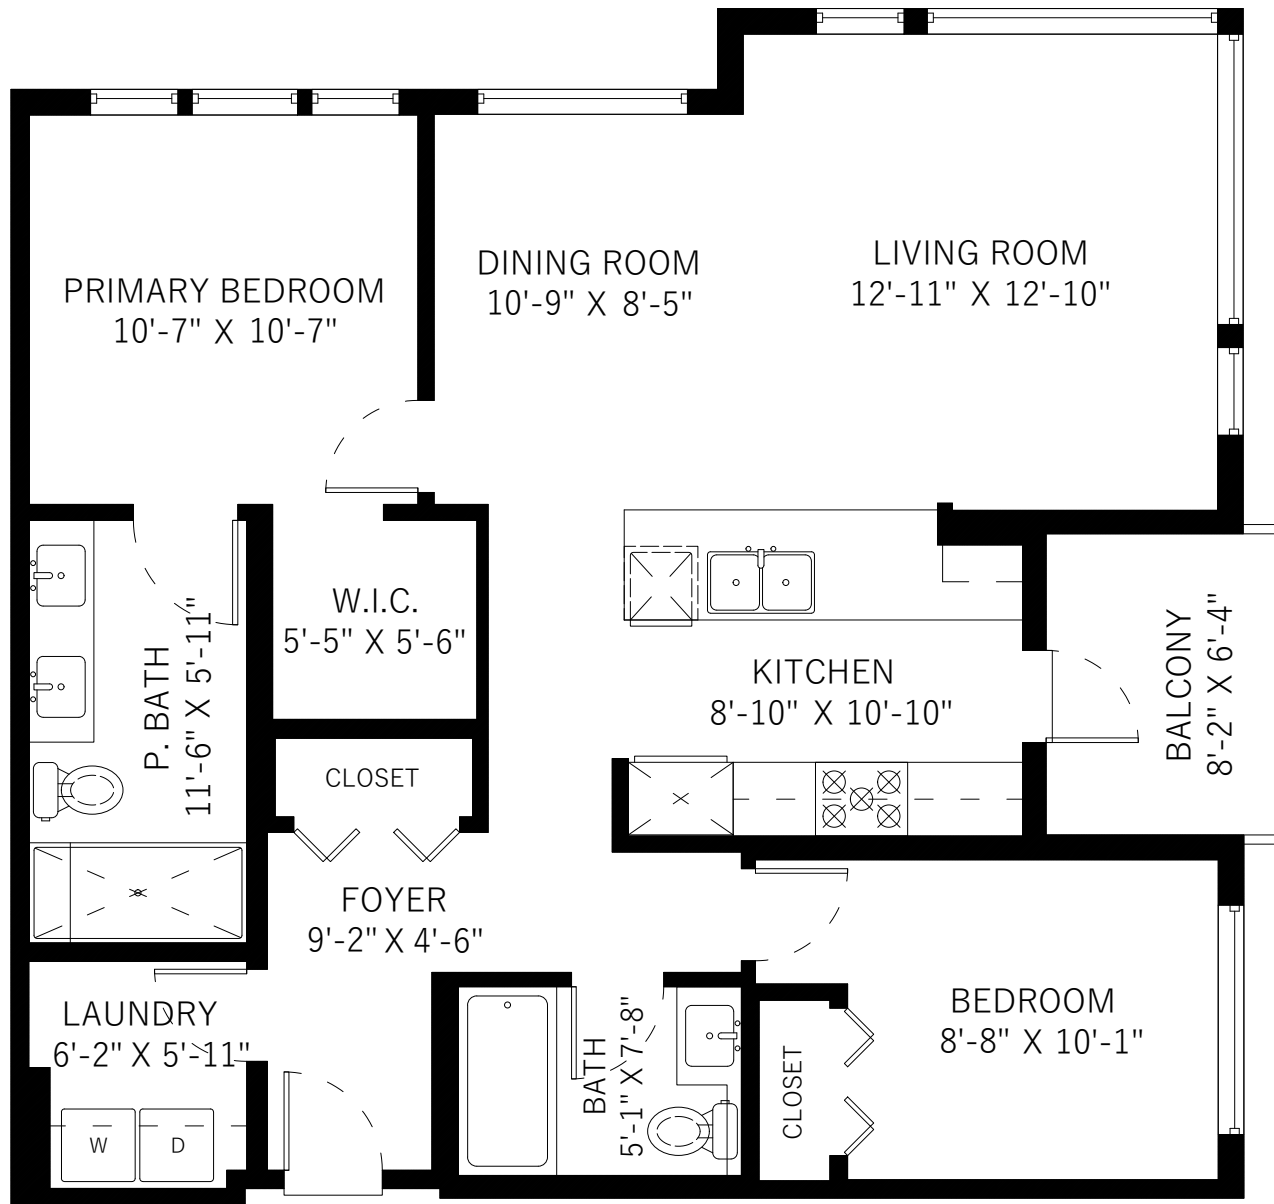 PRIMARY BEDROOM
10'-7" X 10'-7"
DINING ROOM
10'-9" X 8'-5"
LIVING ROOM
12'-11" X 12'-10"
W.I.C.
5'-5" X 5'-6"
P. BATH
11'-6" X 5'-11"
KITCHEN
8'-10" X 10'-10"
BALCONY
8'-2" X 6'-4"
CLOSET
FOYER
9'-2" X 4'-6"
LAUNDRY
6'-2" X 5'-11"
W
D
BATH
5'-1" X 7'-8"
CLOSET
BEDROOM
8'-8" X 10'-1"